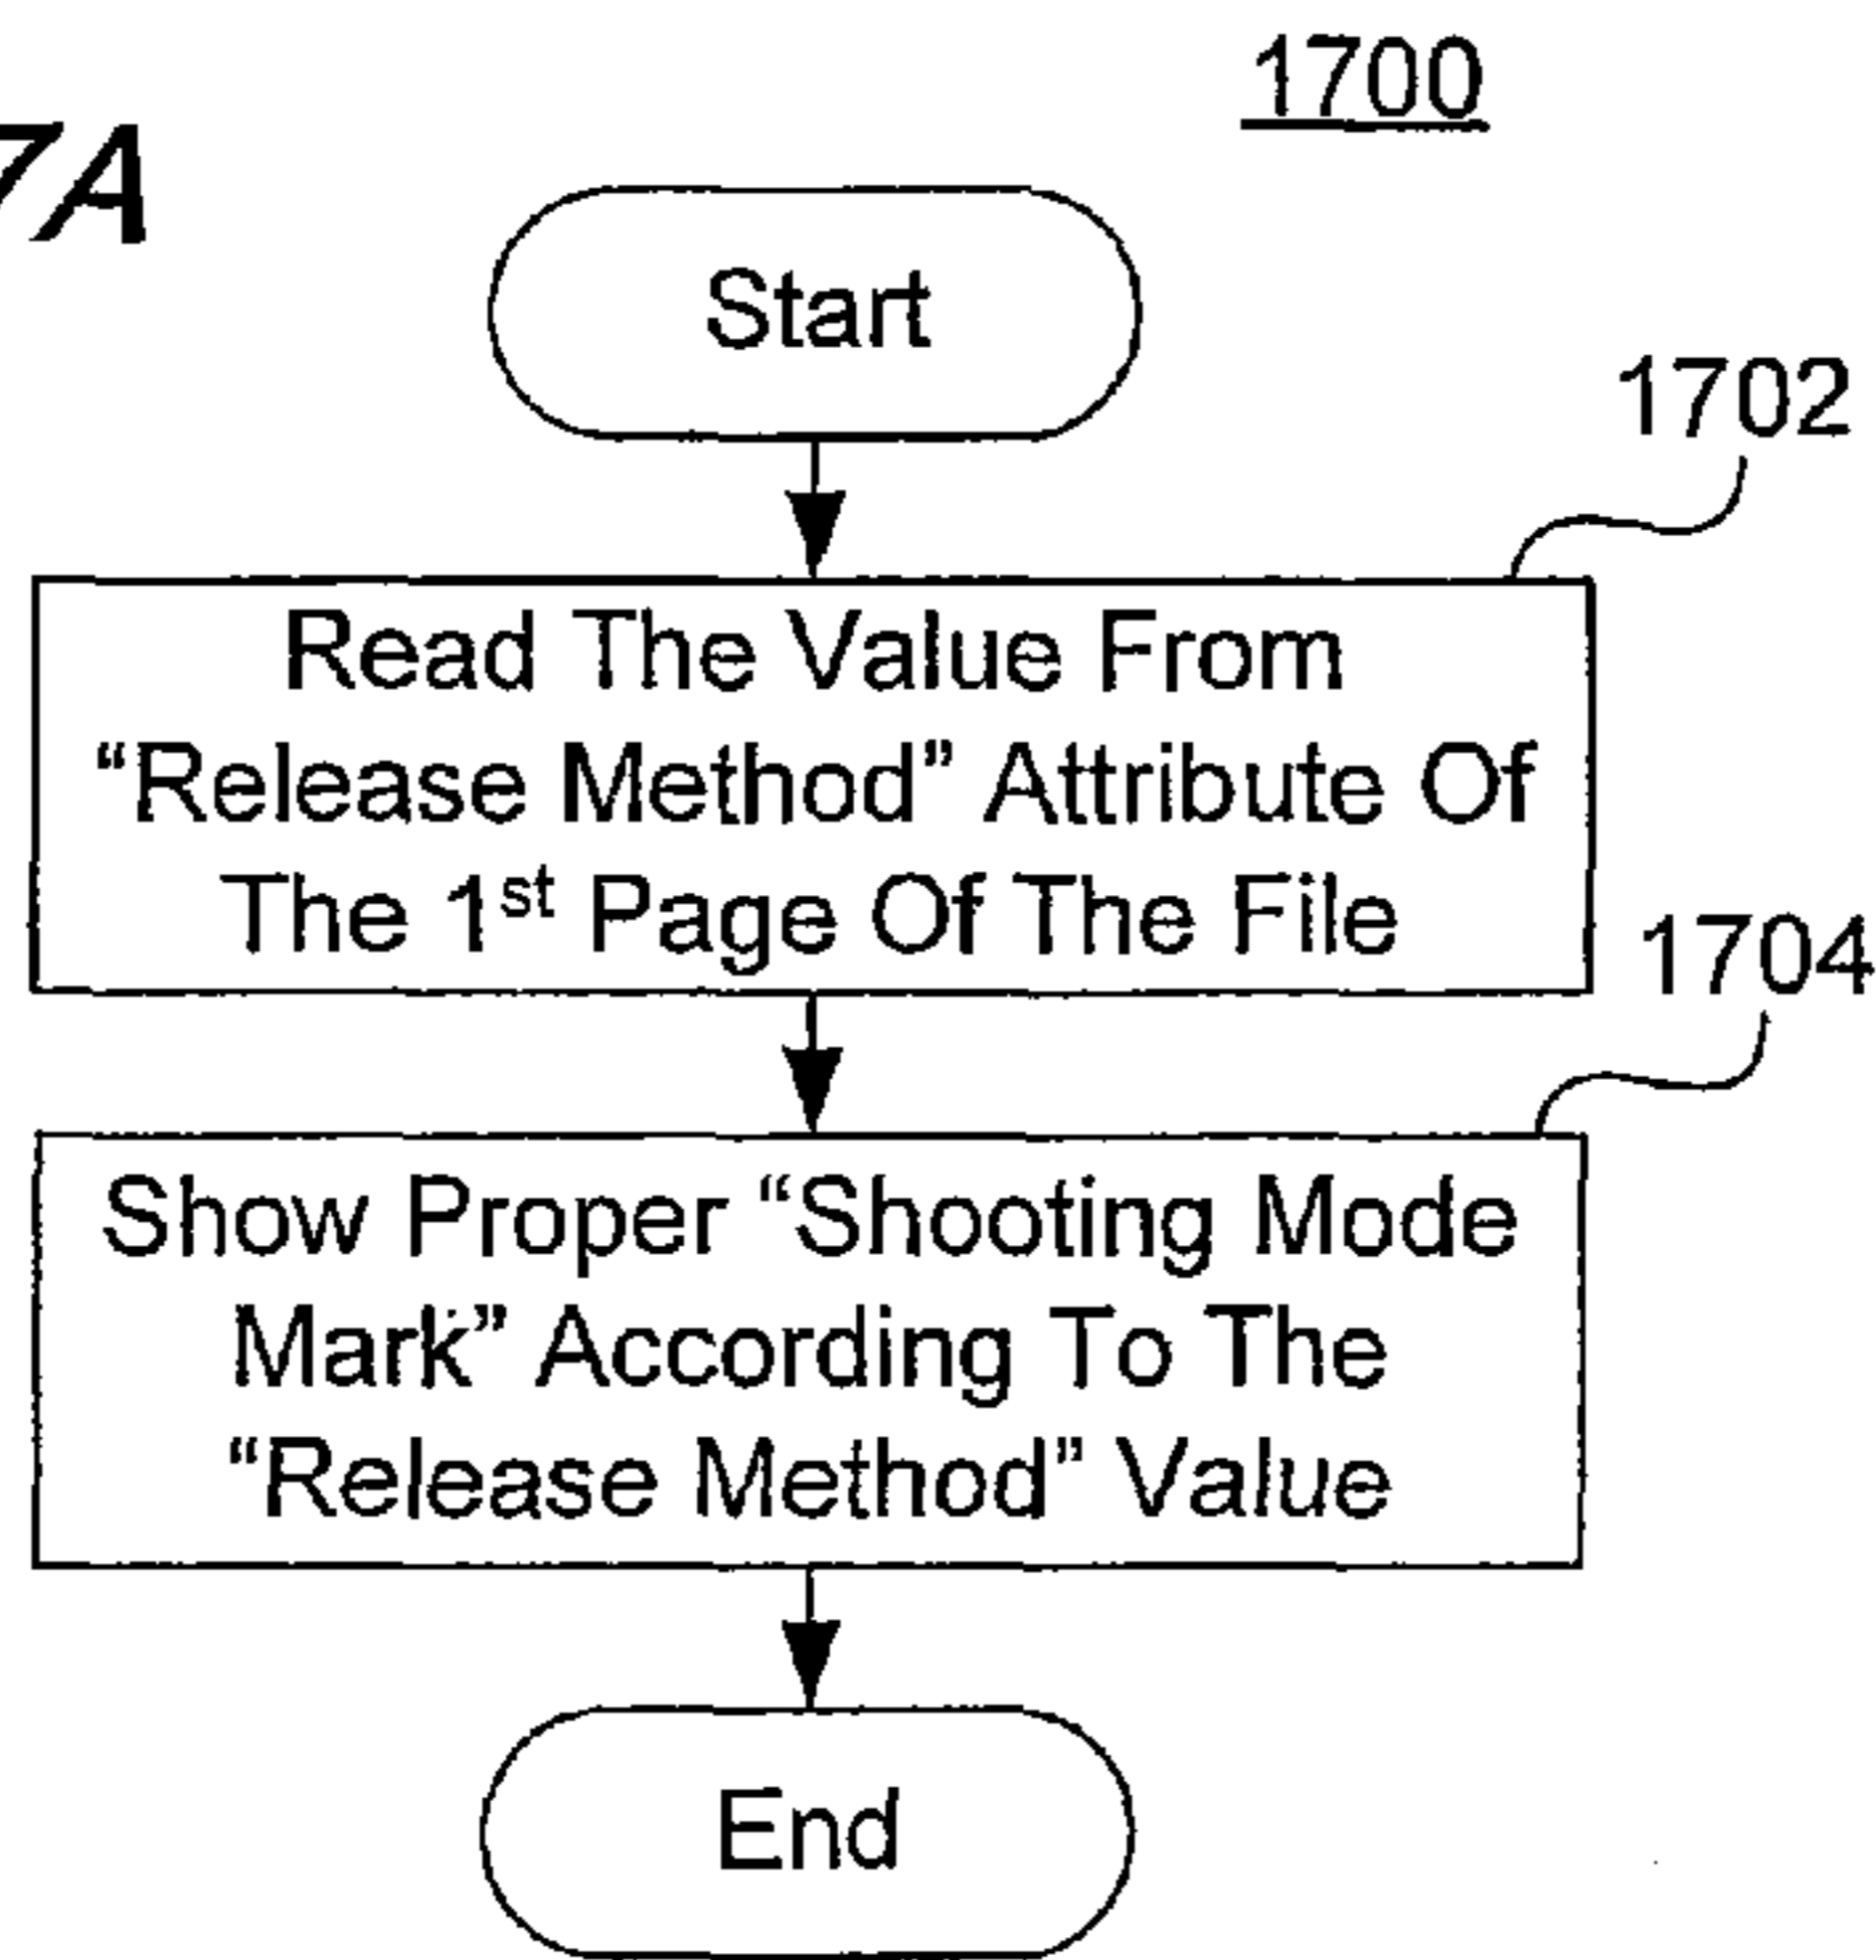 1700
7A
Start
1702
Read The Value From
“Release Method” Attribute Of
The 1st Page Of The File
1704
Show Proper “Shooting Mode
Mark” According To The
“Release Method” Value
End